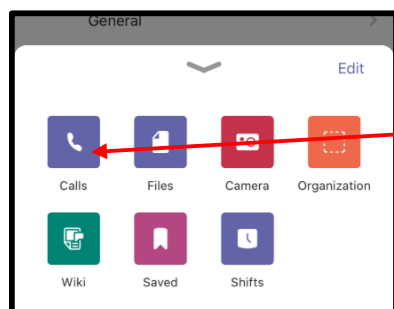 General
Edit
Calls Files Camera Organization
Wiki Saved Shifts